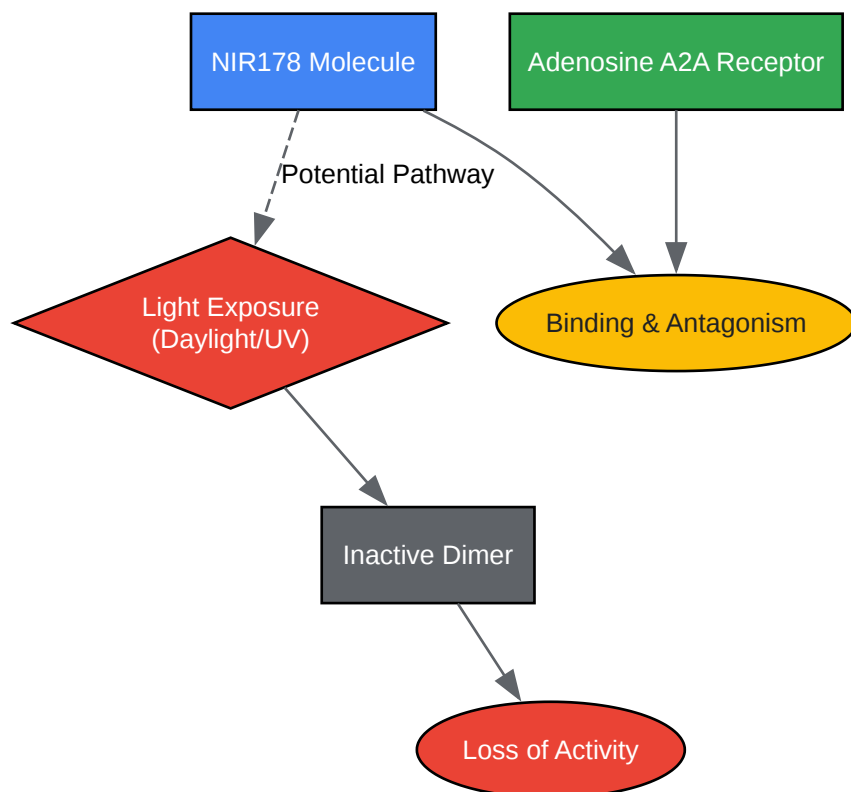 NIR178 Molecule
Adenosine A2A Receptor
Potential Pathway
Light Exposure
(Daylight/UV)
Binding & Antagonism
Inactive Dimer
Loss of Activity